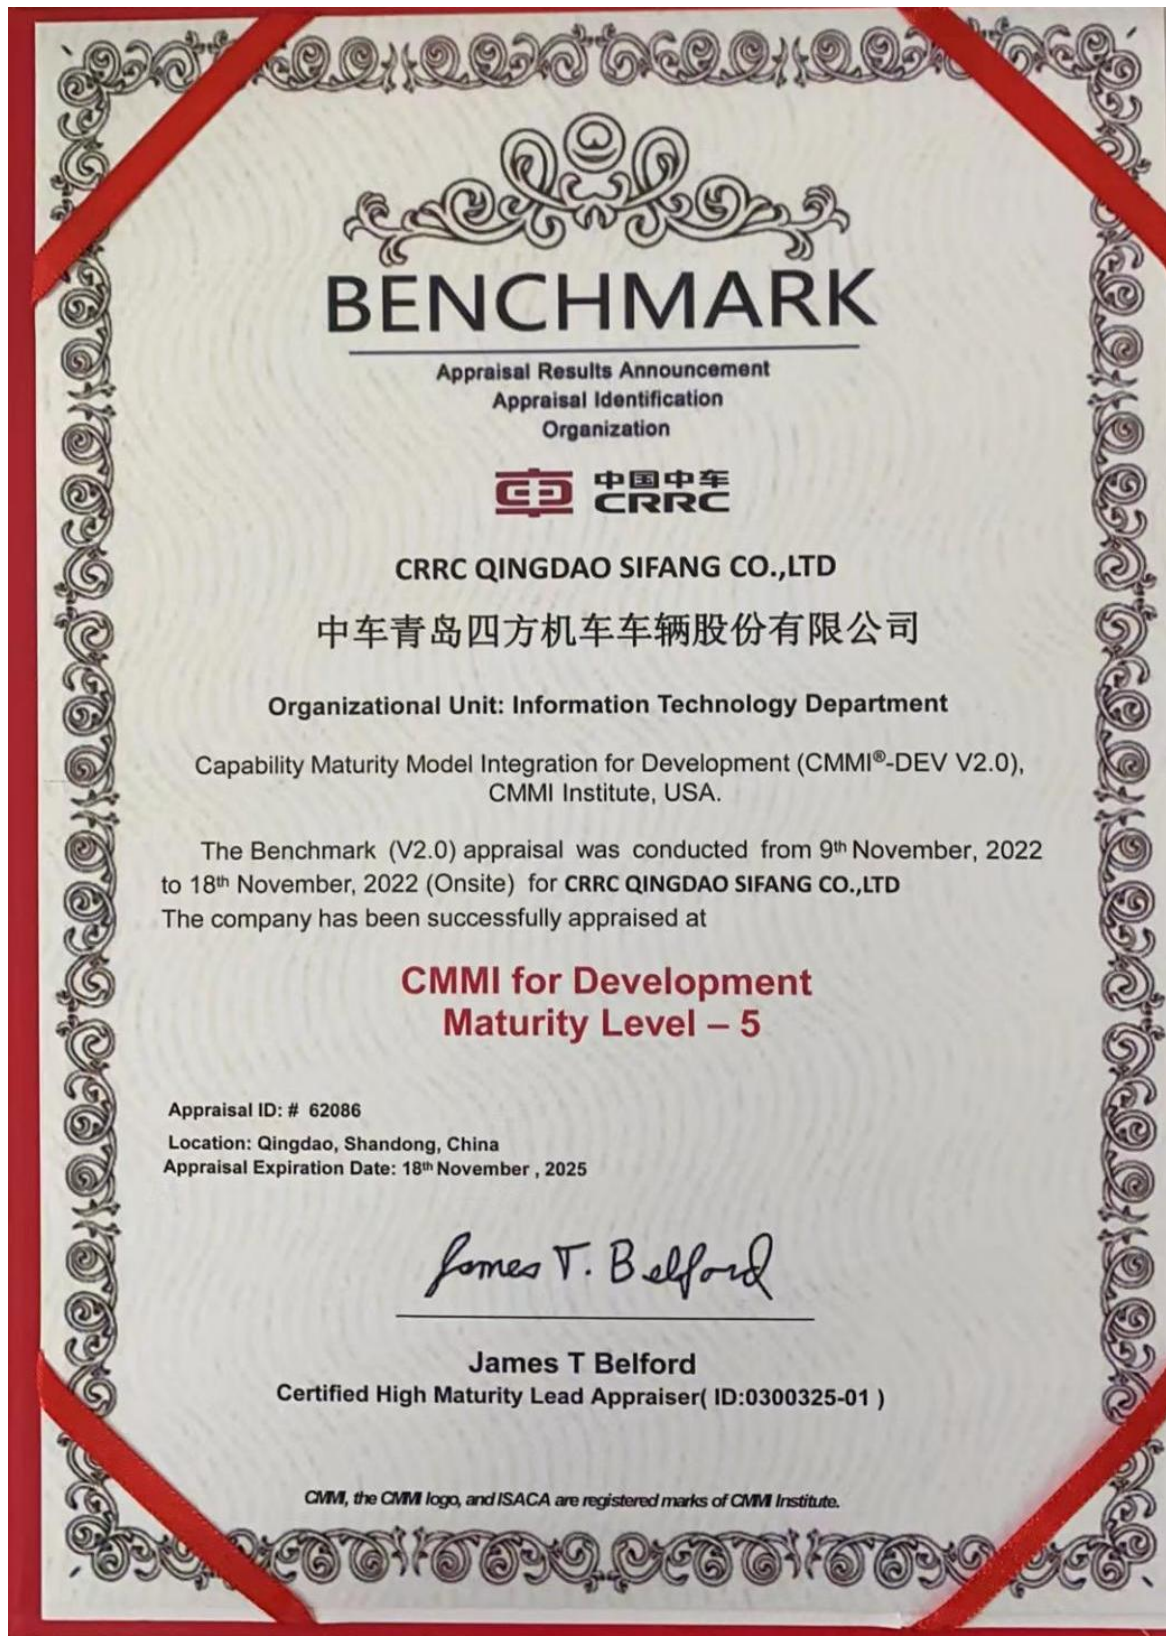 BENCHMARK
Appraisal Results Announcement
Appraisal Identification
Organization
中国中车
CRRC
CRRC QINGDAO SIFANG CO.,LTD
中车青岛四方机车车辆股份有限公司
Organizational Unit: Information Technology Department
Capability Maturity Model Integration for Development (CMMI®-DEV V2.0),
CMMI Institute, USA.
The Benchmark (V2.0) appraisal was conducted from 9th November, 2022
to 18th November, 2022 (Onsite) for CRRC QINGDAO SIFANG CO.,LTD
The company has been successfully appraised at
CMMI for Development
Maturity Level – 5
Appraisal ID: # 62086
Location: Qingdao, Shandong, China
Appraisal Expiration Date: 18th November , 2025
James T. Belford
James T Belford
Certified High Maturity Lead Appraiser( ID:0300325-01 )
CMMI, the CMMI logo, and ISACA are registered marks of CMMI Institute.